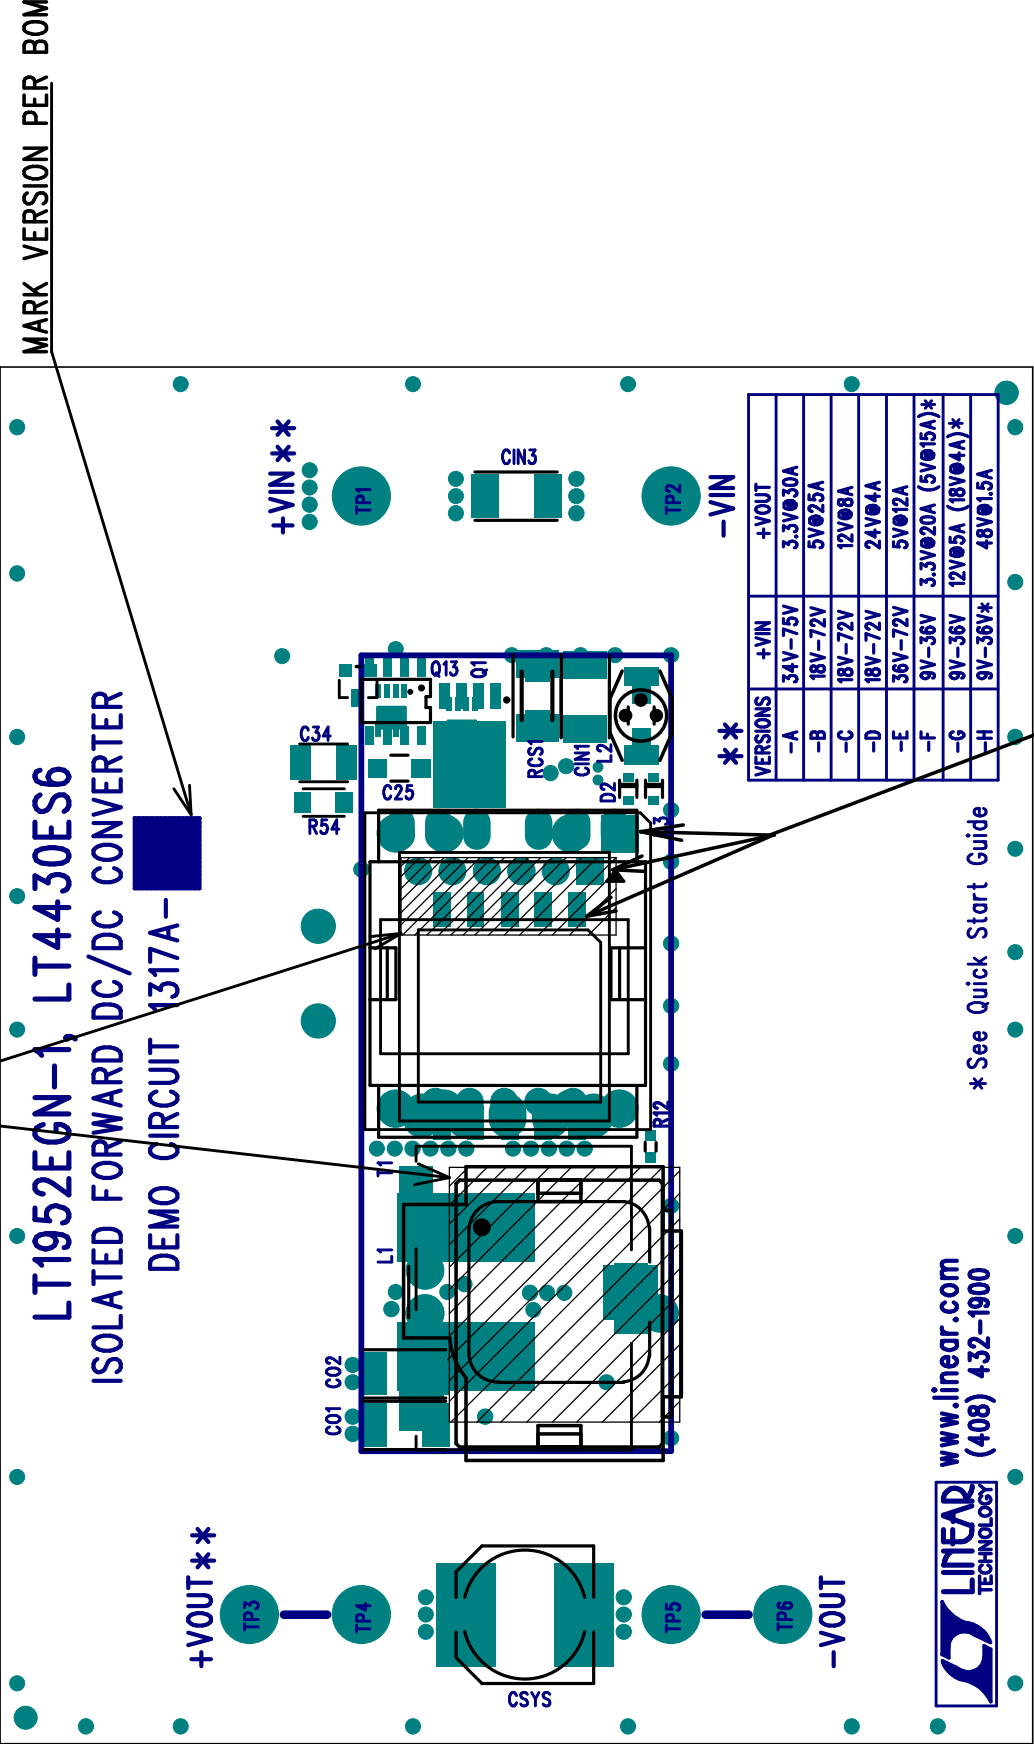 MARK VERSION PER BOM
LT1952EGN-1, LT4430ES6
ISOLATED FORWARD DC/DC CONVERTER
DEMO CIRCUIT 1317A-
+VIN**
TP1
CIN3
TP2
-VIN
**
VERSIONS +VIN +VOUT
-A 34V-75V 3.3V@30A
-B 18V-72V 5V@25A
-C 18V-72V 12V@8A
-D 18V-72V 24V@4A
-E 36V-72V 5V@12A
-F 9V-36V 3.3V@20A (5V@15A)*
-G 9V-36V 12V@5A (18V@4A)*
-H 9V-36V* 48V@1.5A
*See Quick Start Guide
C34
R54
C25
Q13
Q1
RCS1
CIN1
L2
D2
R12
T1
L1
CO2
CO1
+VOUT**
TP3
TP4
CSYS
TP5
TP6
-VOUT
www.linear.com
(408) 432-1900
LT LINEAR
TECHNOLOGY